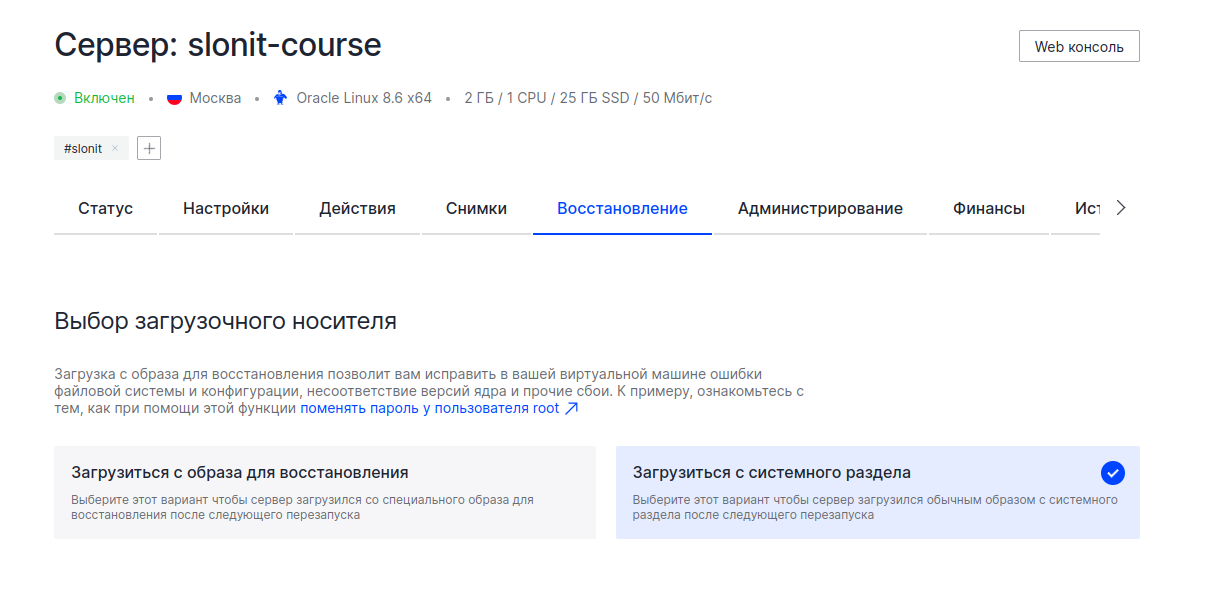 Сервер: slonit-course
Web консоль
Включен • Москва • Oracle Linux 8.6 x64 • 2 ГБ / 1 CPU / 25 ГБ SSD / 50 Мбит/с
#slonit × +
Статус Настройки Действия Снимки Восстановление Администрирование Финансы Ист
Выбор загрузочного носителя
Загрузка с образа для восстановления позволит вам исправить в вашей виртуальной машине ошибки
файловой системы и конфигурации, несоответствие версий ядра и прочие сбои. К примеру, ознакомьтесь с
тем, как при помощи этой функции поменять пароль у пользователя root
Загрузиться с образа для восстановления
Выберите этот вариант чтобы сервер загрузился со специального образа для
восстановления после следующего перезапуска
Загрузиться с системного раздела
Выберите этот вариант чтобы сервер загрузился обычным образом с системного
раздела после следующего перезапуска